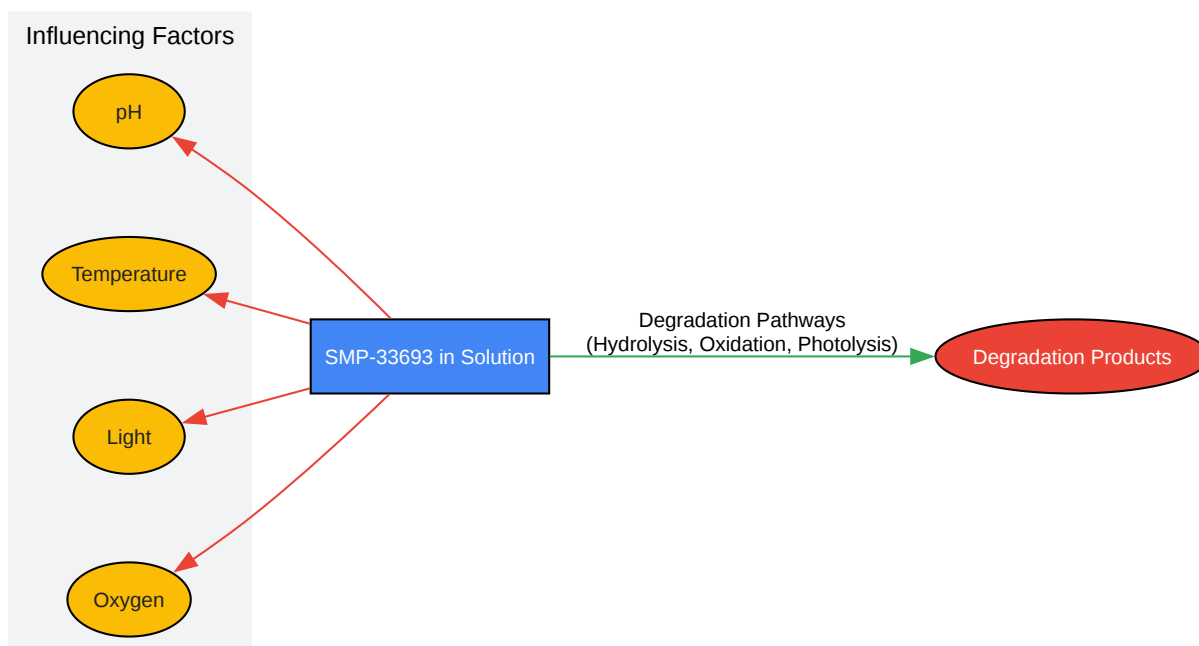 Influencing Factors
pH
Temperature
Light
Oxygen
SMP-33693 in Solution
Degradation Pathways
(Hydrolysis, Oxidation, Photolysis)
Degradation Products